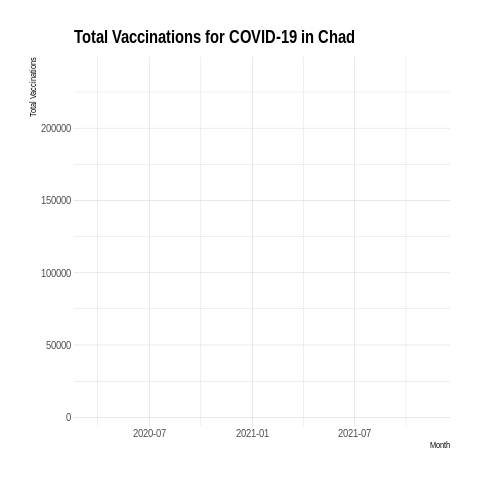 Total Vaccinations for COVID-19 in Chad
Total Vaccinations
200000
150000
100000
50000
0
2020-07 2021-01 2021-07
Month